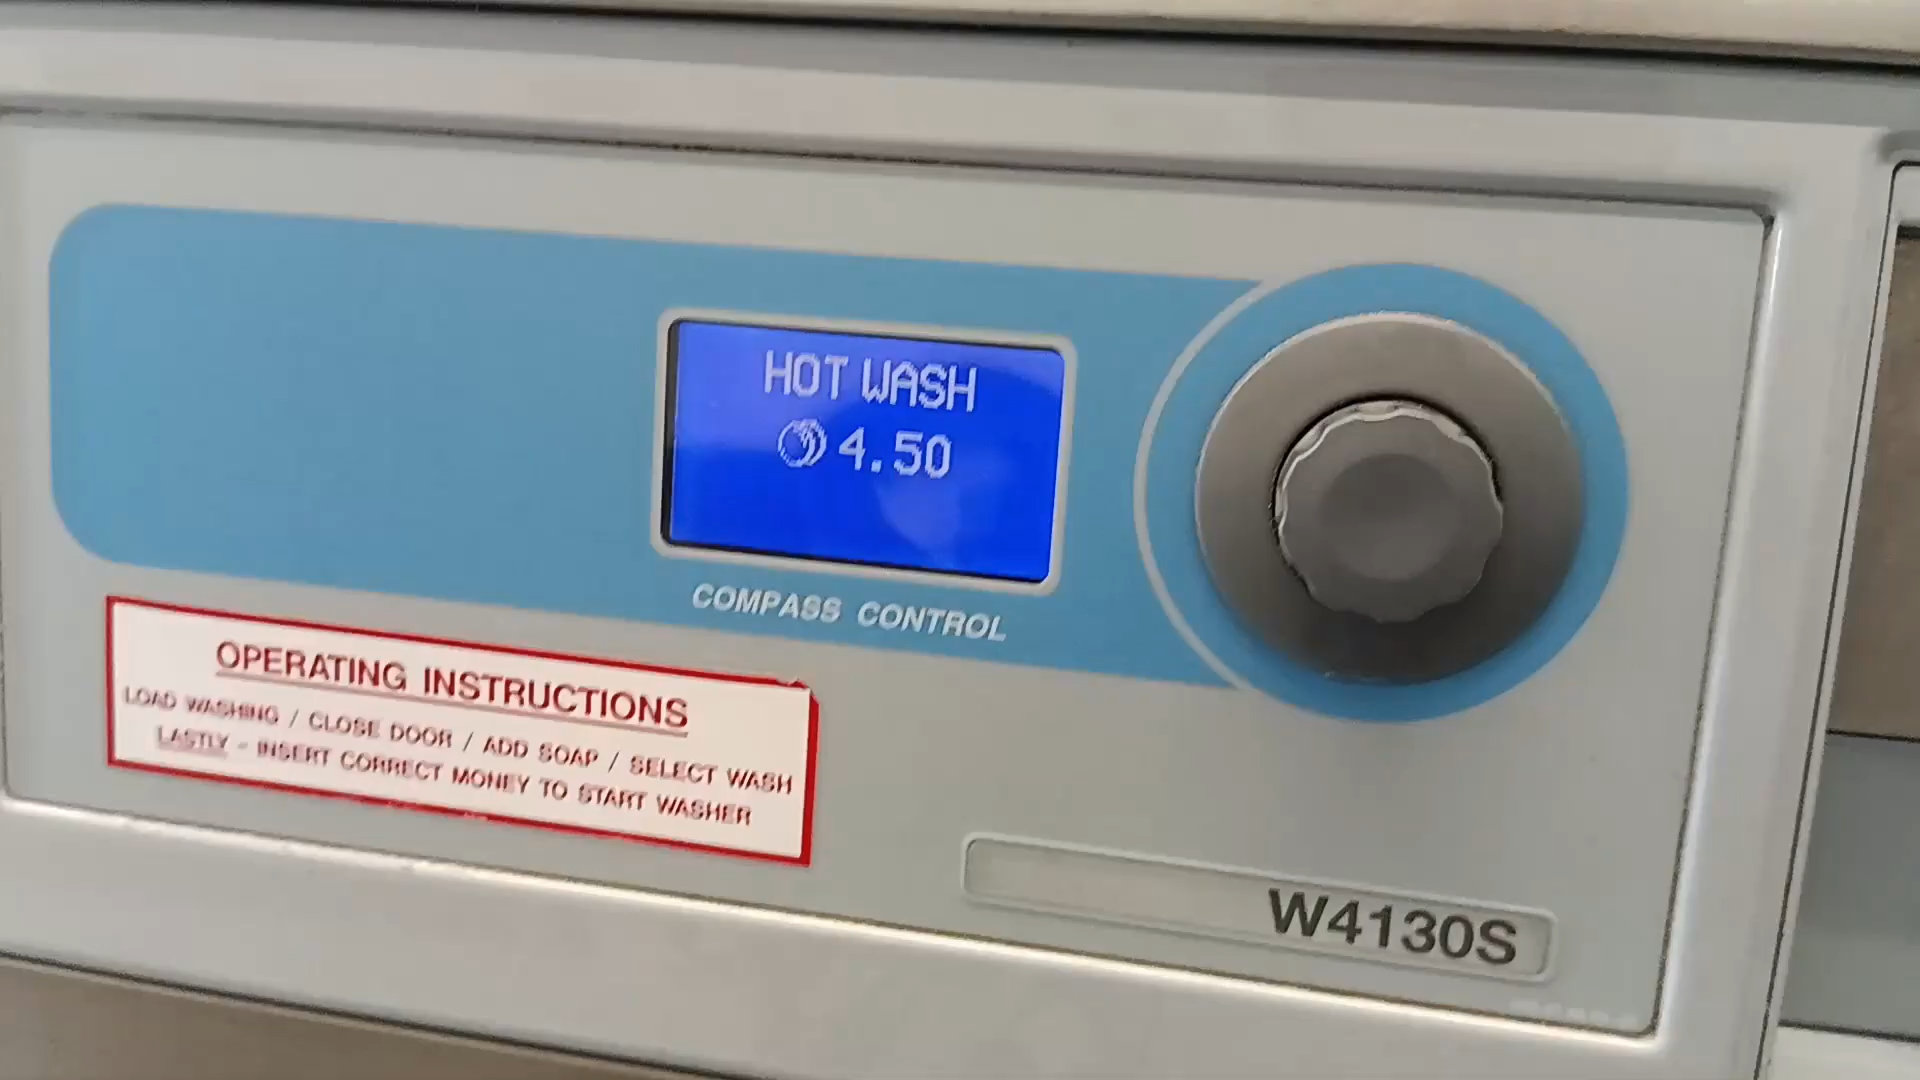 HOT WASH
4.50
COMPASS CONTROL
OPERATING INSTRUCTIONS
LOAD WASHING / CLOSE DOOR / ADD SOAP / SELECT WASH
LASTLY - INSERT CORRECT MONEY TO START WASHER
W4130S